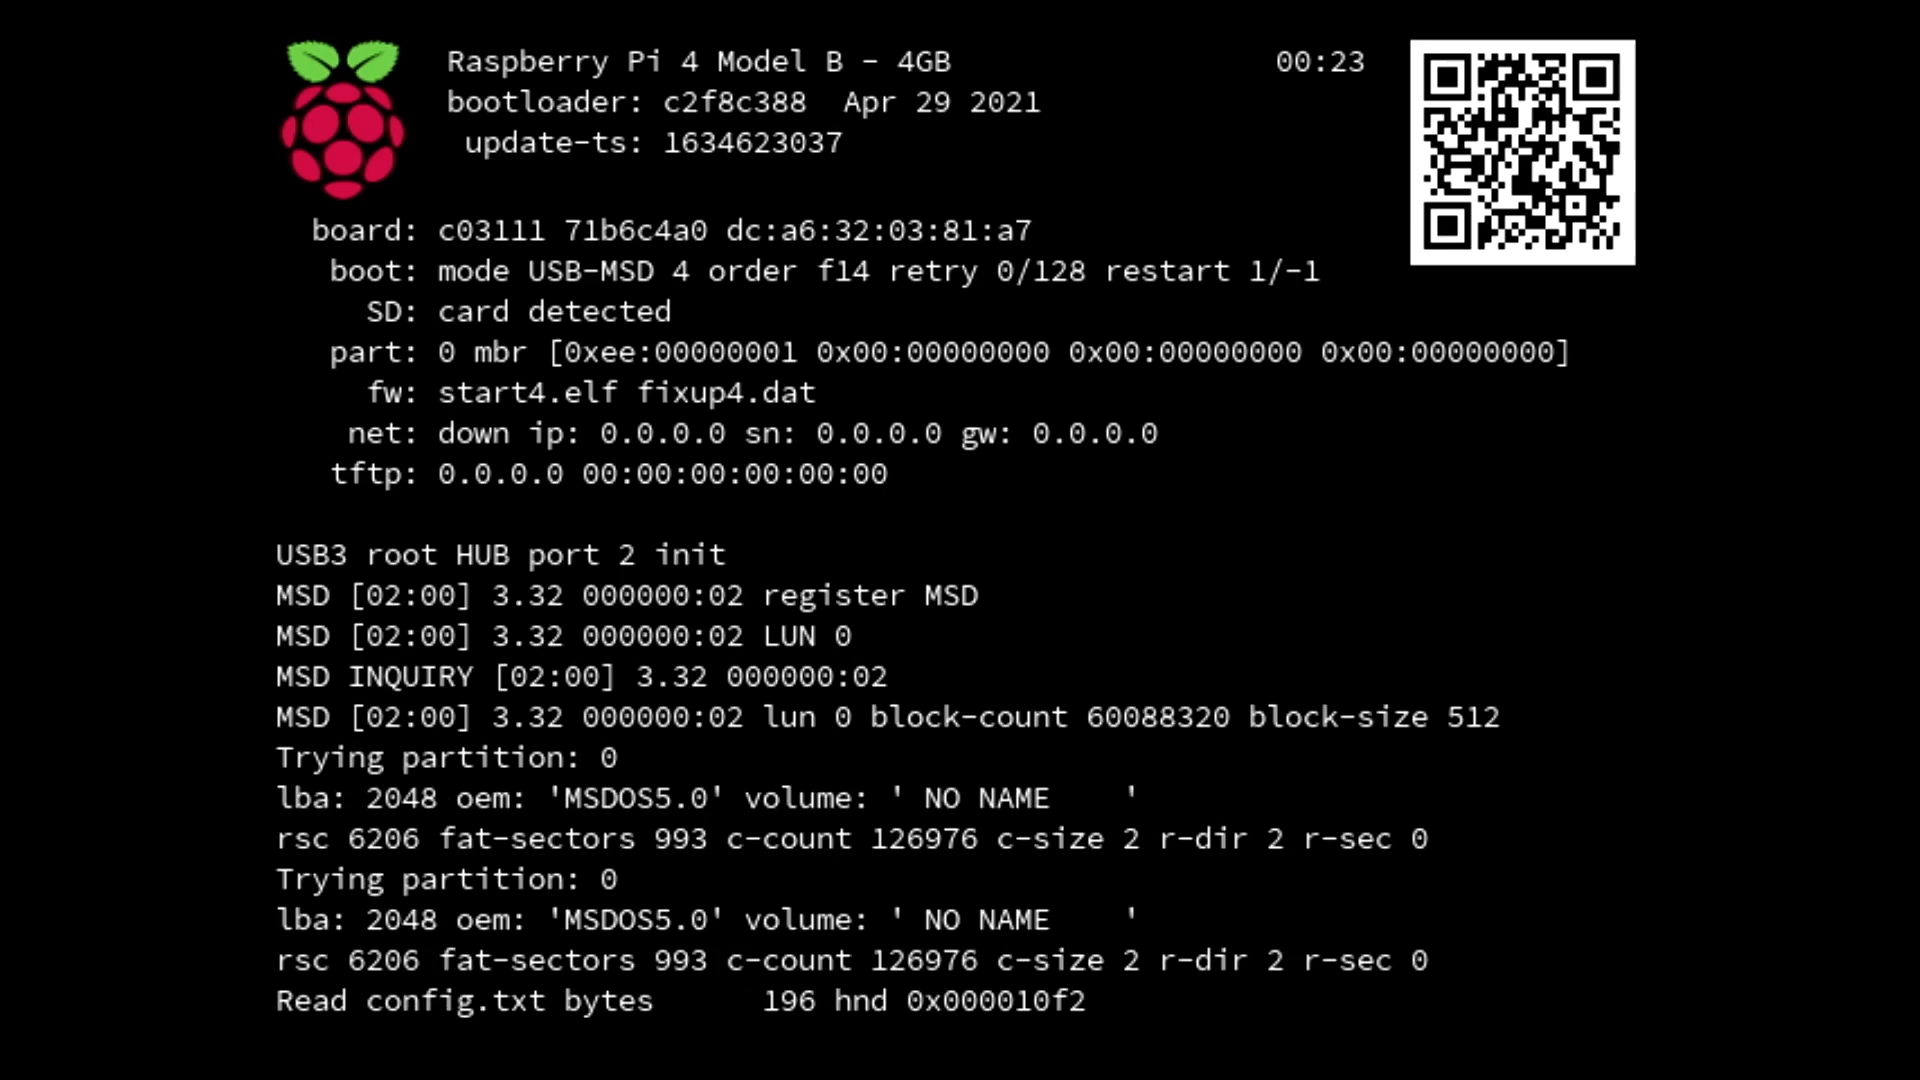 Raspberry Pi 4 Model B - 4GB 00:23
bootloader: c2f8c388 Apr 29 2021
update-ts: 1634623037
board: c03111 71b6c4a0 dc:a6:32:03:81:a7
boot: mode USB-MSD 4 order f14 retry 0/128 restart 1/-1
SD: card detected
part: 0 mbr [0xee:00000001 0x00:00000000 0x00:00000000 0x00:00000000]
fw: start4.elf fixup4.dat
net: down ip: 0.0.0.0 sn: 0.0.0.0 gw: 0.0.0.0
tftp: 0.0.0.0 00:00:00:00:00:00
USB3 root HUB port 2 init
MSD [02:00] 3.32 000000:02 register MSD
MSD [02:00] 3.32 000000:02 LUN 0
MSD INQUIRY [02:00] 3.32 000000:02
MSD [02:00] 3.32 000000:02 lun 0 block-count 60088320 block-size 512
Trying partition: 0
lba: 2048 oem: 'MSDOS5.0' volume: ' NO NAME    '
rsc 6206 fat-sectors 993 c-count 126976 c-size 2 r-dir 2 r-sec 0
Trying partition: 0
lba: 2048 oem: 'MSDOS5.0' volume: ' NO NAME    '
rsc 6206 fat-sectors 993 c-count 126976 c-size 2 r-dir 2 r-sec 0
Read config.txt bytes      196 hnd 0x000010f2